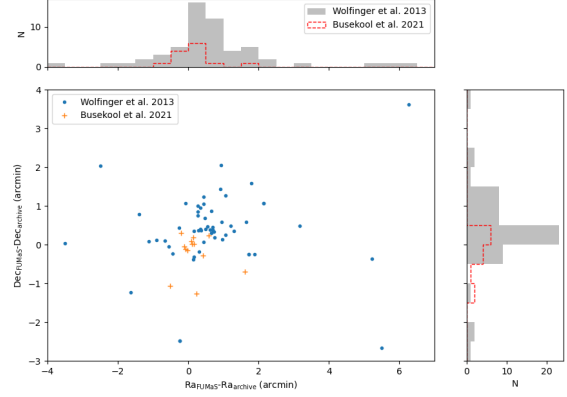 N
10
0
Wolfinger et al. 2013
Busekool et al. 2021
Dec_FUMaS-Dec_archive (arcmin)
4
3
2
1
0
−1
−2
−3
Wolfinger et al. 2013
Busekool et al. 2021
−4
−2
0
2
4
6
Ra_FUMaS-Ra_archive (arcmin)
0
10
20
N